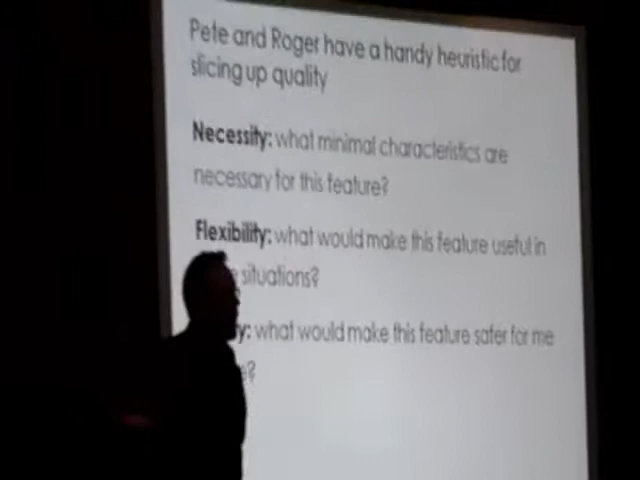 Pete and Roger have a handy heuristic for
slicing up quality
Necessity: what minimal characteristics are
necessary for this feature?
Flexibility: what would make this feature useful in
situations?
y: what would make this feature safer for me
?